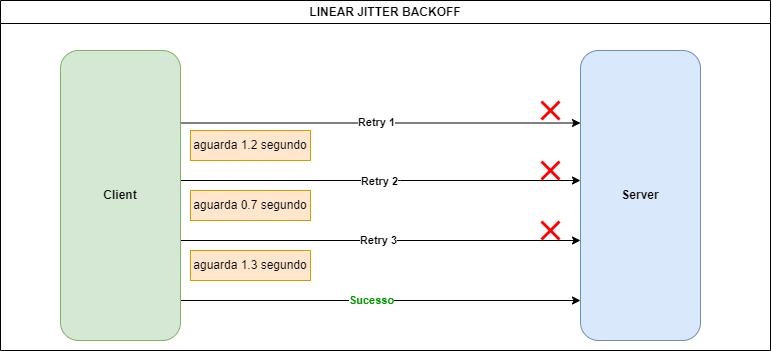 LINEAR JITTER BACKOFF
Retry 1
aguarda 1.2 segundo
Retry 2
Client
Server
aguarda 0.7 segundo
Retry 3
aguarda 1.3 segundo
Sucesso